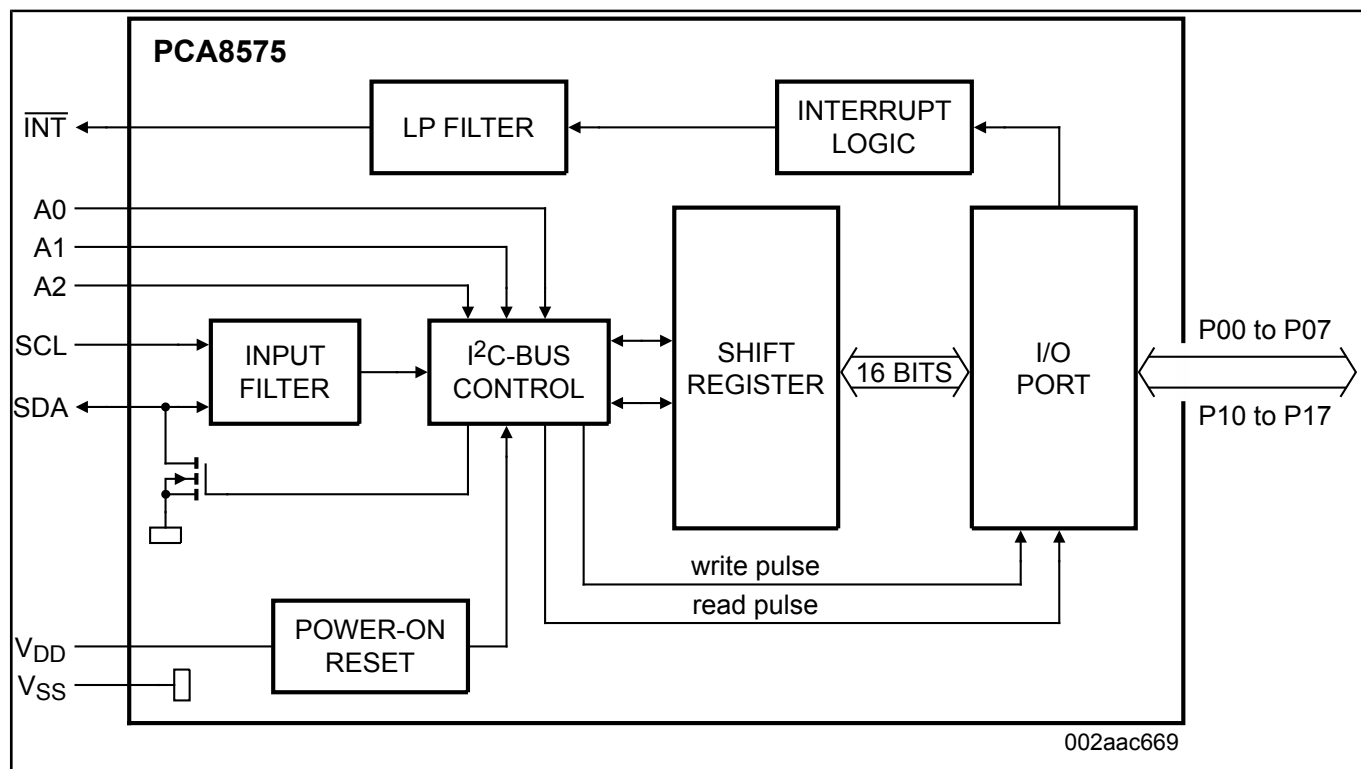 PCA8575
INT
LP FILTER
INTERRUPT
LOGIC
A0
A1
A2
SCL
SDA
INPUT
FILTER
I²C-BUS
CONTROL
SHIFT
REGISTER
16 BITS
I/O
PORT
P00 to P07
P10 to P17
write pulse
read pulse
POWER-ON
RESET
VDD
VSS
002aac669